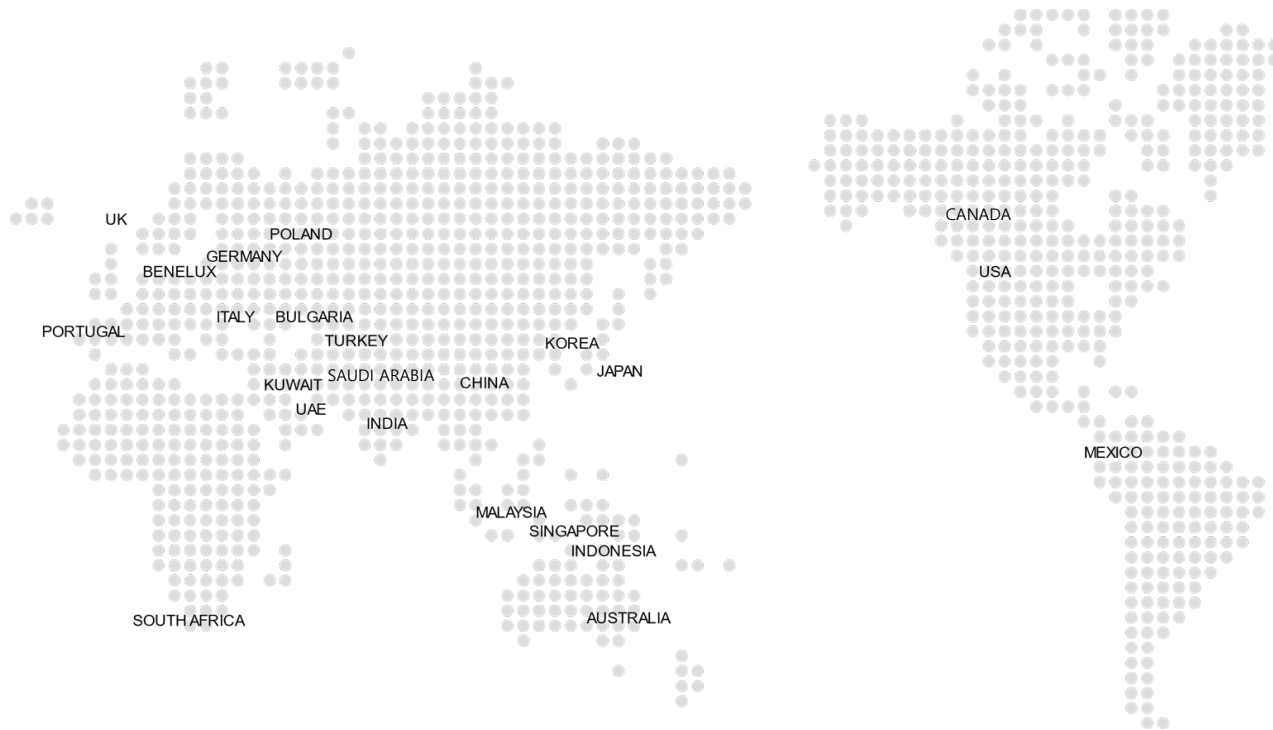 CANADA
UK
POLAND
GERMANY
BENELUX
USA
ITALY
BULGARIA
PORTUGAL
TURKEY
KOREA
JAPAN
SAUDI ARABIA
KUWAIT
CHINA
UAE
INDIA
MEXICO
MALAYSIA
SINGAPORE
INDONESIA
AUSTRALIA
SOUTH AFRICA